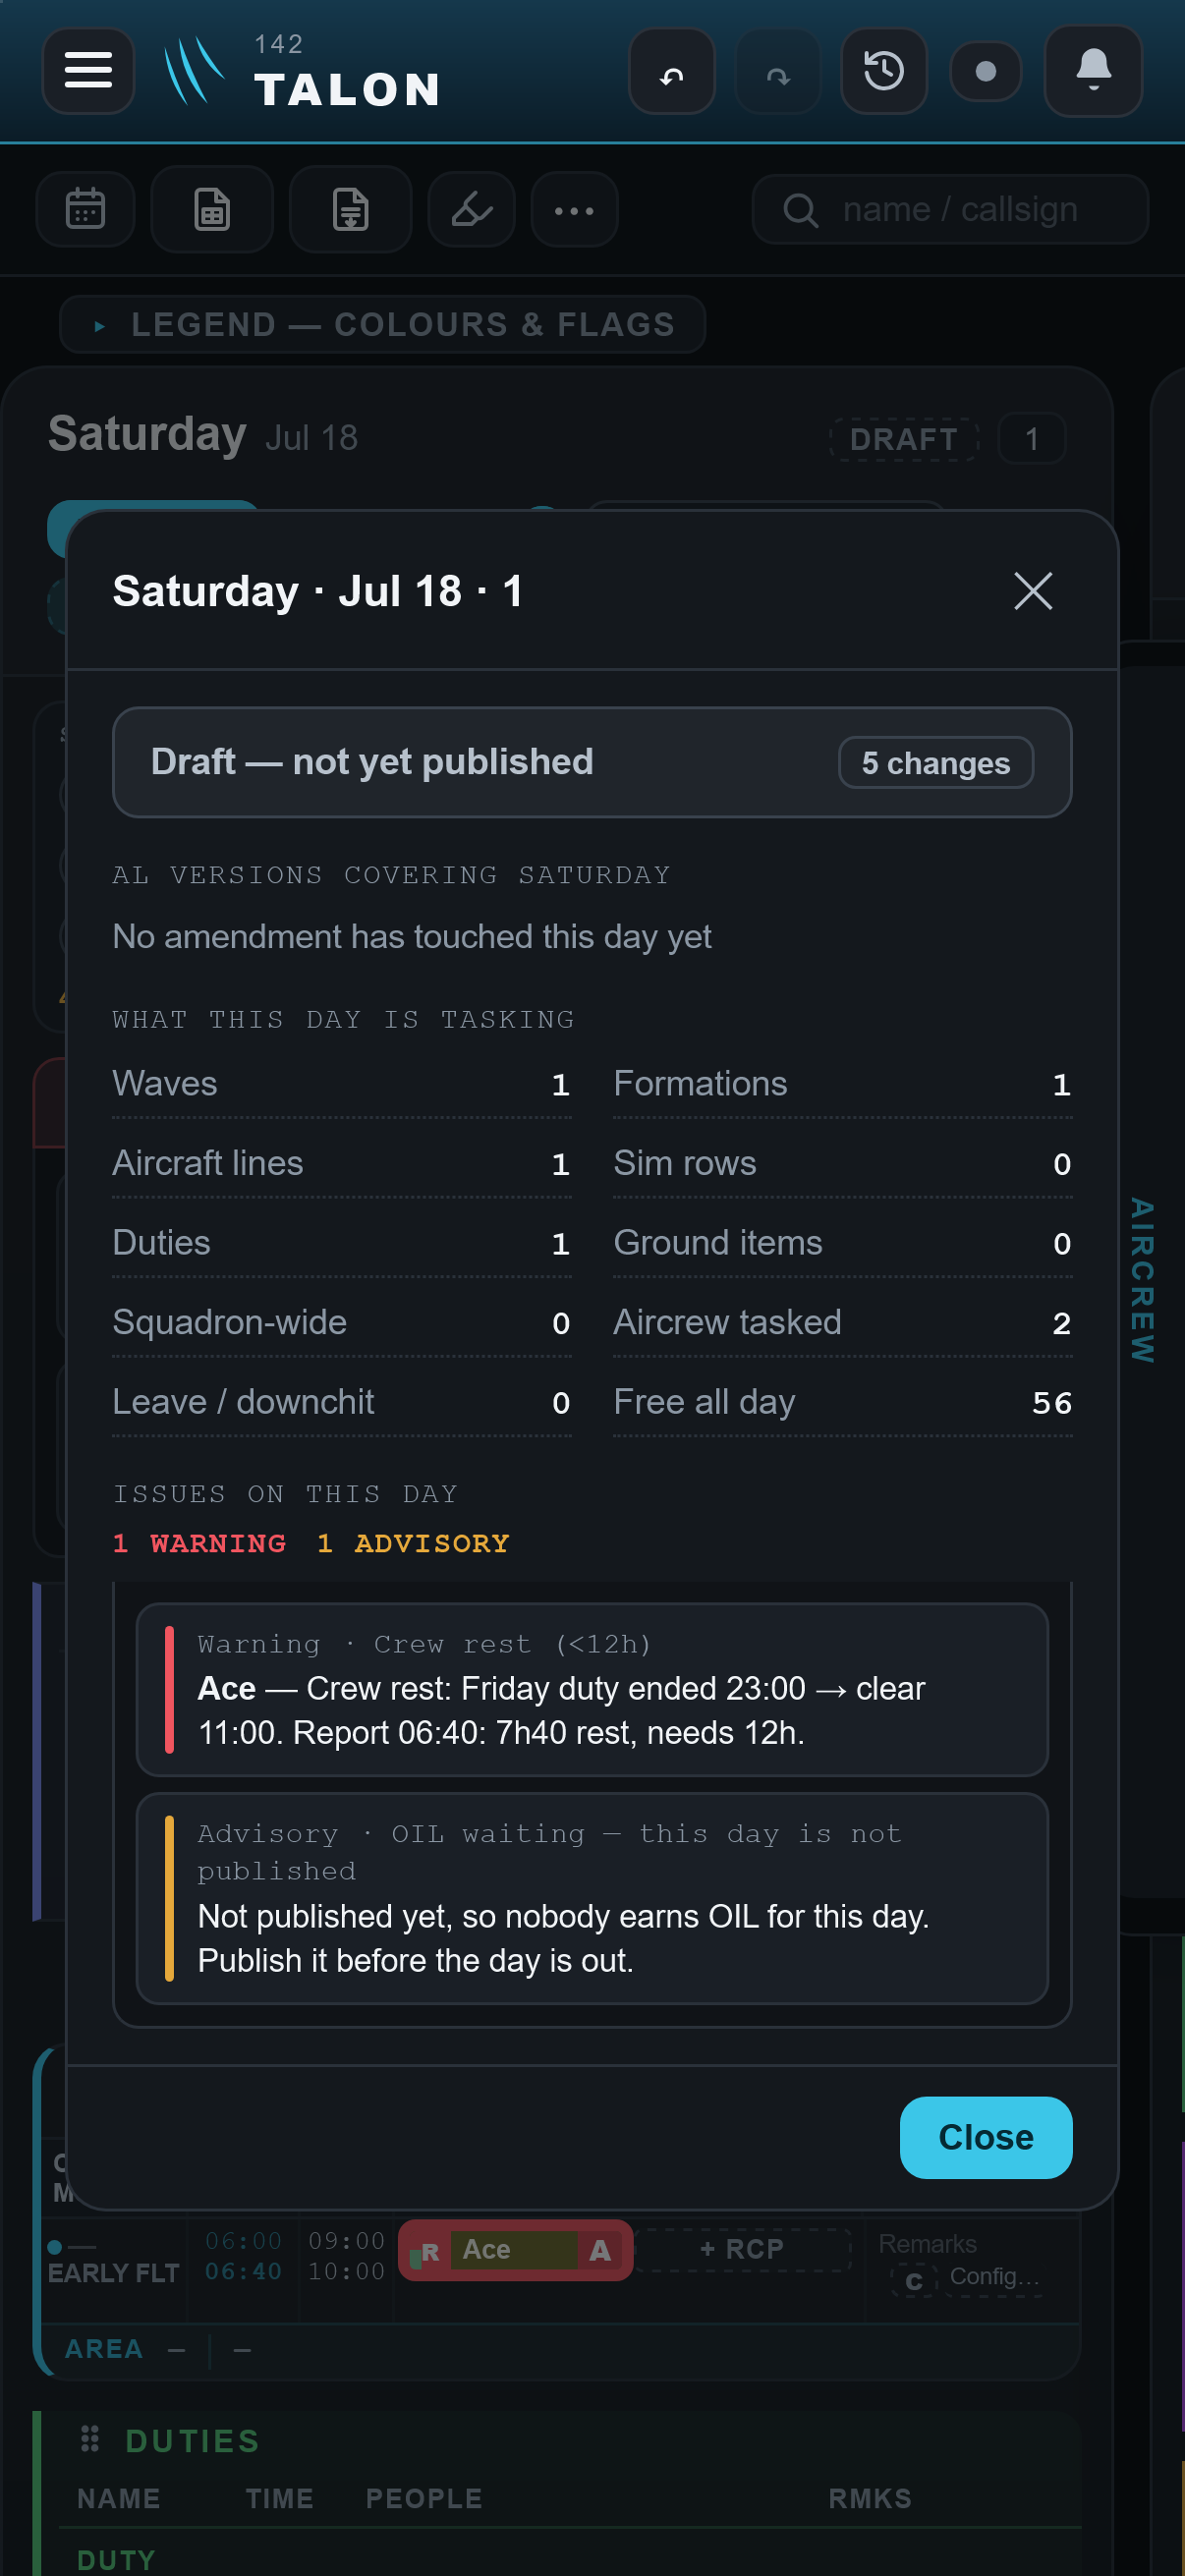 142
TALON
name / callsign
LEGEND — COLOURS & FLAGS
Saturday Jul 18
DRAFT 1
Saturday · Jul 18 · 1
Draft — not yet published
5 changes
AL VERSIONS COVERING SATURDAY
No amendment has touched this day yet
WHAT THIS DAY IS TASKING
Waves 1
Formations 1
Aircraft lines 1
Sim rows 0
Duties 1
Ground items 0
Squadron-wide 0
Aircrew tasked 2
Leave / downchit 0
Free all day 56
AIRCREW
ISSUES ON THIS DAY
1 WARNING 1 ADVISORY
Warning · Crew rest (<12h)
Ace — Crew rest: Friday duty ended 23:00 → clear
11:00. Report 06:40: 7h40 rest, needs 12h.
Advisory · OIL waiting — this day is not
published
Not published yet, so nobody earns OIL for this day.
Publish it before the day is out.
Close
06:00 09:00 R Ace A + RCP Remarks
— 06:40 10:00 C Config…
EARLY FLT
AREA – –
DUTIES
NAME TIME PEOPLE RMKS
DUTY